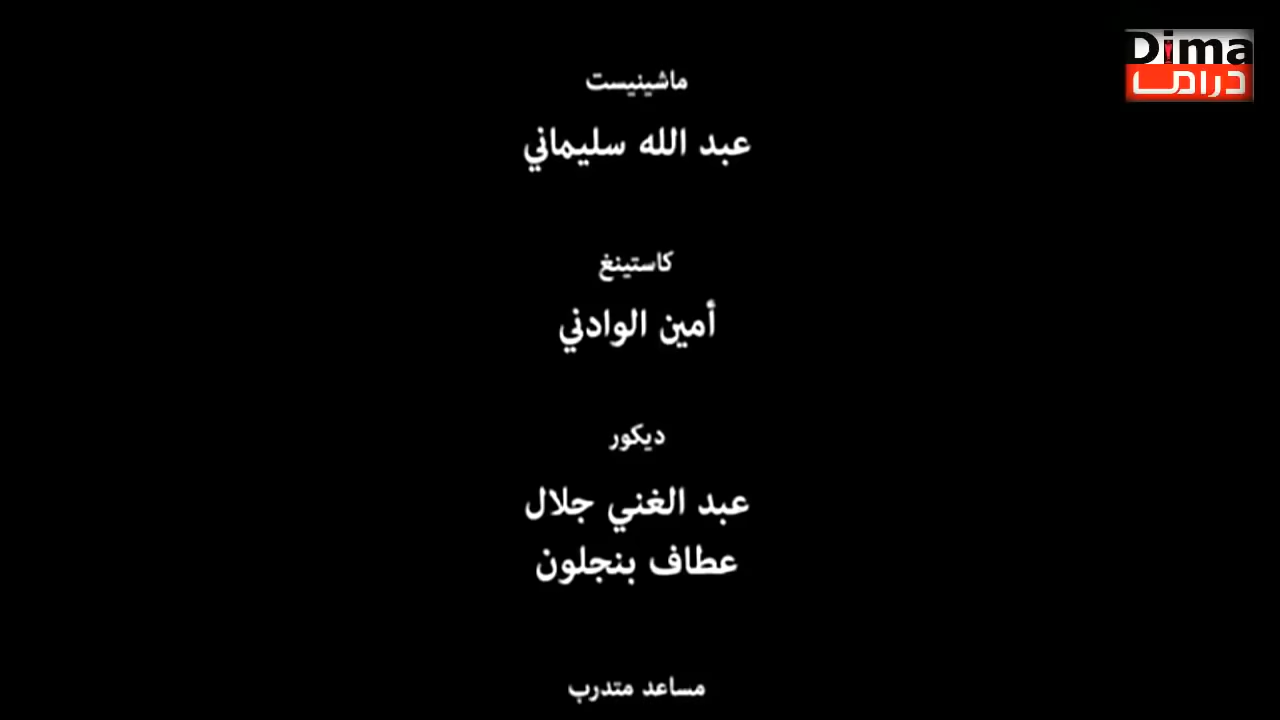 Dima
دراما
ماشينيست
عبد الله سليماني
كاستينغ
أمين الوادني
ديكور
عبد الغني جلال
عطاف بنجلون
مساعد متدرب